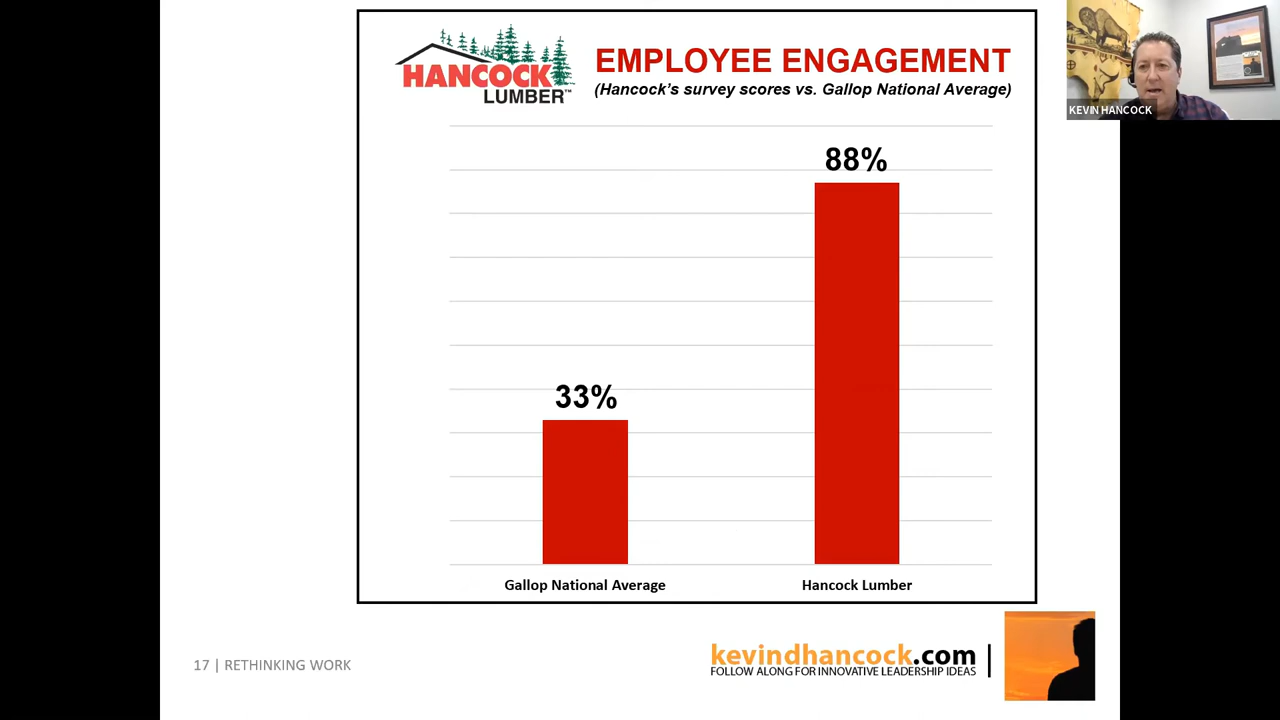 HANCOCK
LUMBER™
EMPLOYEE ENGAGEMENT
(Hancock's survey scores vs. Gallop National Average)
KEVIN HANCOCK
88%
33%
Gallop National Average
Hancock Lumber
17 | RETHINKING WORK
kevindhancock.com
FOLLOW ALONG FOR INNOVATIVE LEADERSHIP IDEAS